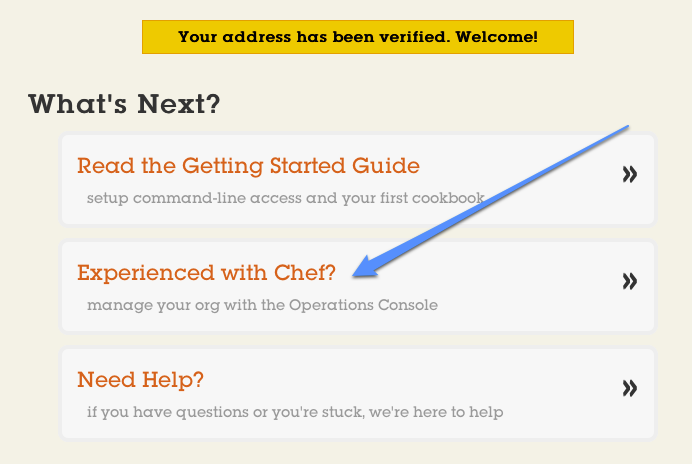 Your address has been verified. Welcome!
What's Next?
Read the Getting Started Guide
setup command-line access and your first cookbook
»
Experienced with Chef?
manage your org with the Operations Console
»
Need Help?
if you have questions or you're stuck, we're here to help
»